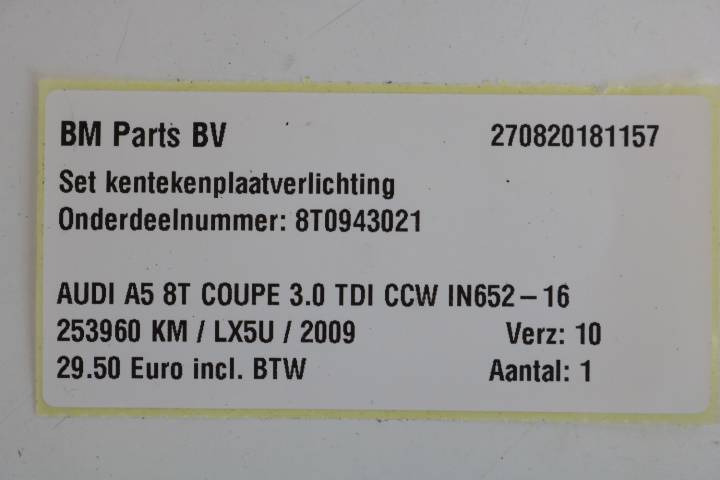 BM Parts BV 270820181157
Set kentekenplaatverlichting
Onderdeelnummer: 8T0943021
AUDI A5 8T COUPE 3.0 TDI CCW IN652-16
253960 KM / LX5U / 2009 Verz: 10
29.50 Euro incl. BTW Aantal: 1